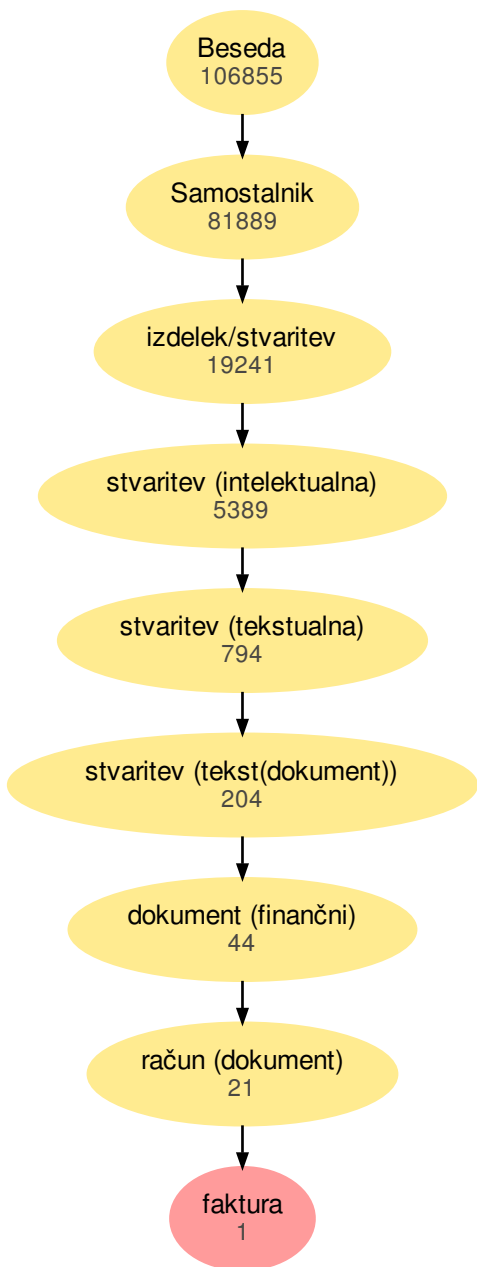 Beseda
106855
Samostalnik
81889
izdelek/stvaritev
19241
stvaritev (intelektualna)
5389
stvaritev (tekstualna)
794
stvaritev (tekst(dokument))
204
dokument (finančni)
44
račun (dokument)
21
faktura
1